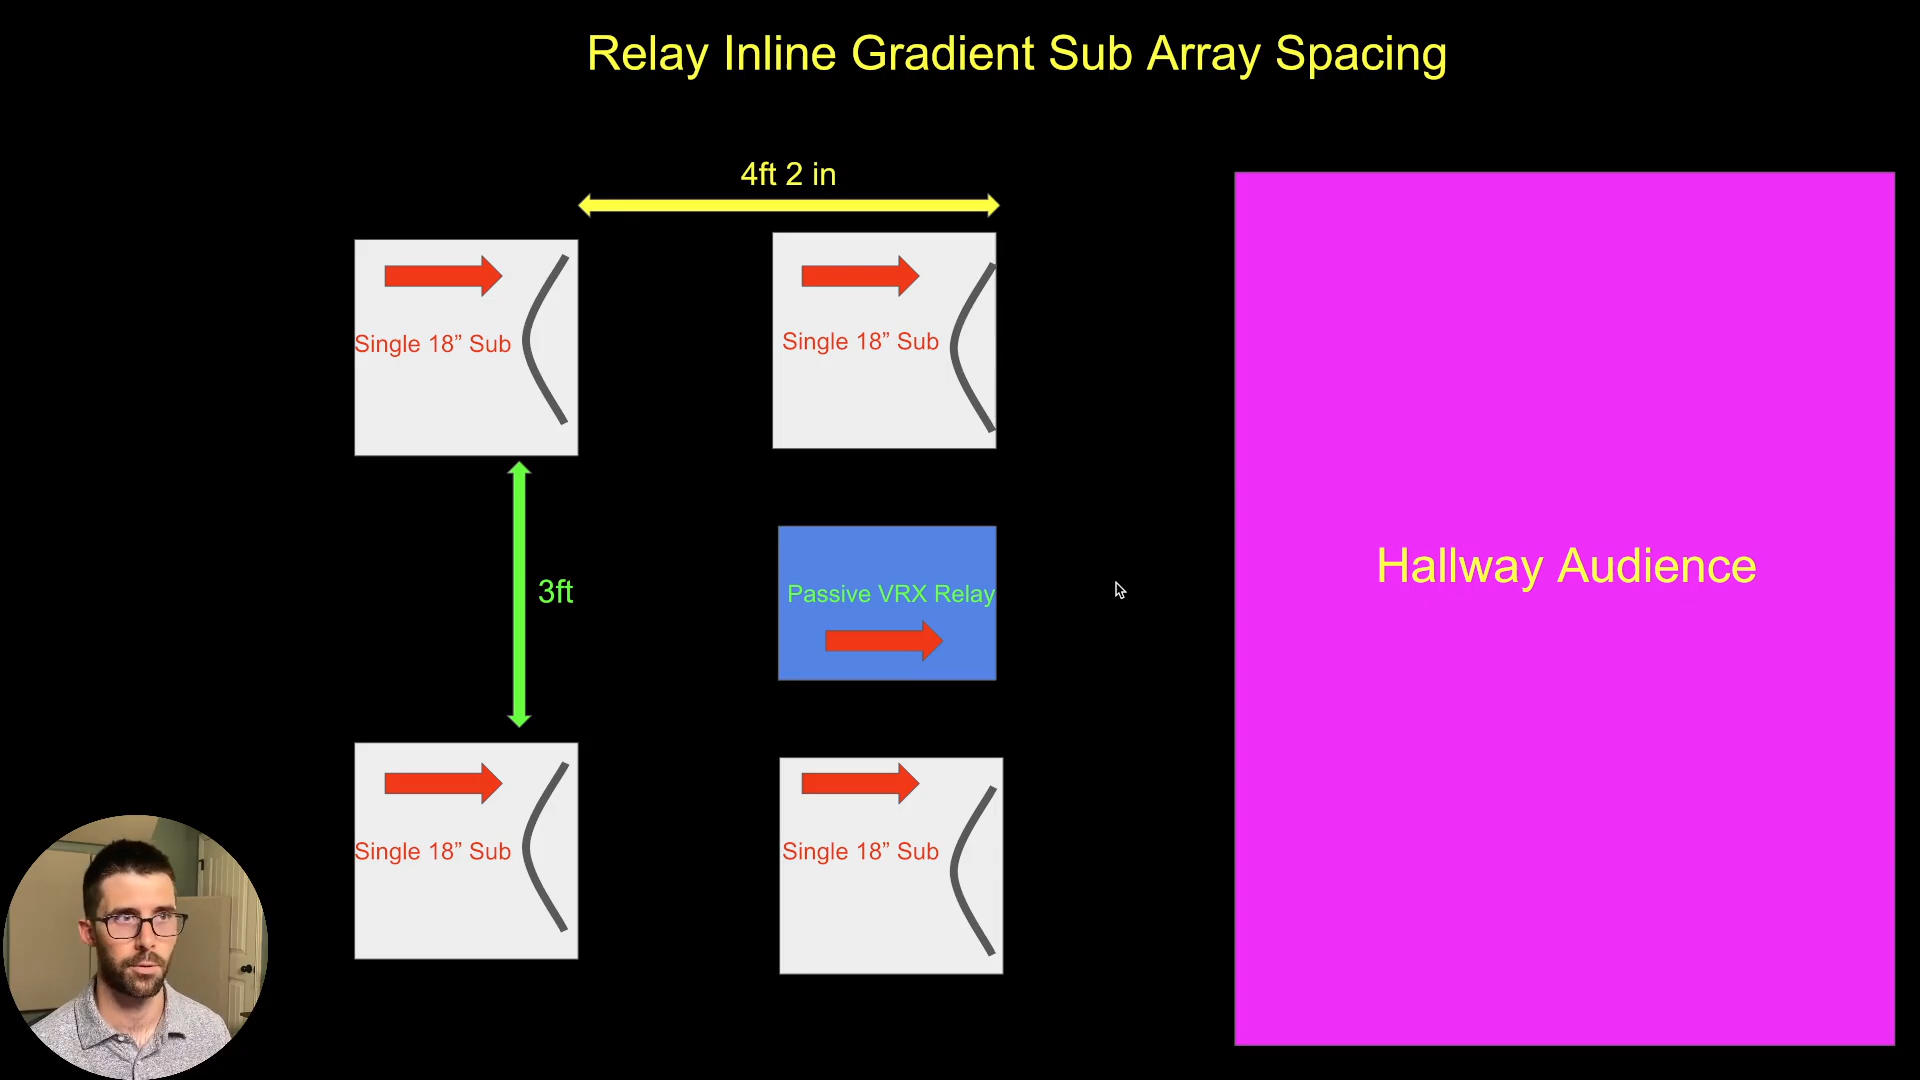 Relay Inline Gradient Sub Array Spacing
4ft 2 in
Single 18” Sub
Single 18” Sub
3ft
Passive VRX Relay
Hallway Audience
Single 18” Sub
Single 18” Sub